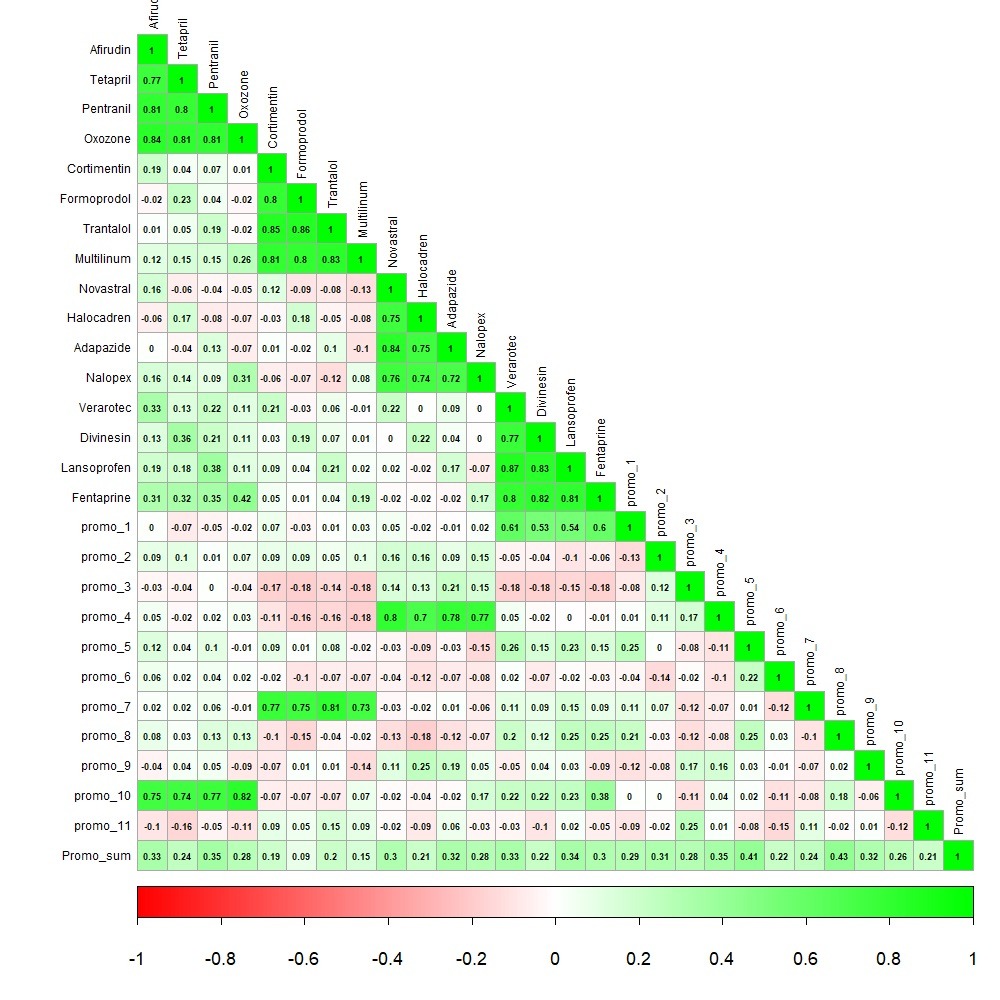 Afirudin
Tetapril
Pentranil
Oxozone
Cortimentin
Formoprodol
Trantalol
Multilinum
Novastral
Halocadren
Adapazide
Nalopex
Verarotec
Divinesin
Lansoprofen
Fentaprine
promo_1
promo_2
promo_3
promo_4
promo_5
promo_6
promo_7
promo_8
promo_9
promo_10
promo_11
Promo_sum
Afirudin 1
Tetapril 0.77 1
Pentranil 0.81 0.8 1
Oxozone 0.84 0.81 0.81 1
Cortimentin 0.19 0.04 0.07 0.01 1
Formoprodol -0.02 0.23 0.04 -0.02 0.8 1
Trantalol 0.01 0.05 0.19 -0.02 0.85 0.86 1
Multilinum 0.12 0.15 0.15 0.26 0.81 0.8 0.83 1
Novastral 0.16 -0.06 -0.04 -0.05 0.12 -0.09 -0.08 -0.13 1
Halocadren -0.06 0.17 -0.08 -0.07 -0.03 0.18 -0.05 -0.08 0.75 1
Adapazide 0 -0.04 0.13 -0.07 0.01 -0.02 0.1 -0.1 0.84 0.75 1
Nalopex 0.16 0.14 0.09 0.31 -0.06 -0.07 -0.12 0.08 0.76 0.74 0.72 1
Verarotec 0.33 0.13 0.22 0.11 0.21 -0.03 0.06 -0.01 0.22 0 0.09 0 1
Divinesin 0.13 0.36 0.21 0.11 0.03 0.19 0.07 0.01 0 0.22 0.04 0 0.77 1
Lansoprofen 0.19 0.18 0.38 0.11 0.09 0.04 0.21 0.02 0.02 -0.02 0.17 -0.07 0.87 0.83 1
Fentaprine 0.31 0.32 0.35 0.42 0.05 0.01 0.04 0.19 -0.02 -0.02 -0.02 0.17 0.8 0.82 0.81 1
promo_1 0 -0.07 -0.05 -0.02 0.07 -0.03 0.01 0.03 0.05 -0.02 -0.01 0.02 0.61 0.53 0.54 0.6 1
promo_2 0.09 0.1 0.01 0.07 0.09 0.09 0.05 0.1 0.16 0.16 0.09 0.15 -0.05 -0.04 -0.1 -0.06 -0.13 1
promo_3 -0.03 -0.04 0 -0.04 -0.17 -0.18 -0.14 -0.18 0.14 0.13 0.21 0.15 -0.18 -0.18 -0.15 -0.18 -0.08 0.12 1
promo_4 0.05 -0.02 0.02 0.03 -0.11 -0.16 -0.16 -0.18 0.8 0.7 0.78 0.77 0.05 -0.02 0 -0.01 0.01 0.11 0.17 1
promo_5 0.12 0.04 0.1 -0.01 0.09 0.01 0.08 -0.02 -0.03 -0.09 -0.03 -0.15 0.26 0.15 0.23 0.15 0.25 0 -0.08 -0.11 1
promo_6 0.06 0.02 0.04 0.02 -0.02 -0.1 -0.07 -0.07 -0.04 -0.12 -0.07 -0.08 0.02 -0.07 -0.02 -0.03 -0.04 -0.14 -0.02 -0.1 0.22 1
promo_7 0.02 0.02 0.06 -0.01 0.77 0.75 0.81 0.73 -0.03 -0.02 0.01 -0.06 0.11 0.09 0.15 0.09 0.11 0.07 -0.12 -0.07 0.01 -0.12 1
promo_8 0.08 0.03 0.13 0.13 -0.1 -0.15 -0.04 -0.02 -0.13 -0.18 -0.12 -0.07 0.2 0.12 0.25 0.25 0.21 -0.03 -0.12 -0.08 0.25 0.03 -0.1 1
promo_9 -0.04 0.04 0.05 -0.09 -0.07 0.01 0.01 -0.14 0.11 0.25 0.19 0.05 -0.05 0.04 0.03 -0.09 -0.12 -0.08 0.17 0.16 0.03 -0.01 -0.07 0.02 1
promo_10 0.75 0.74 0.77 0.82 -0.07 -0.07 -0.07 0.07 -0.02 -0.04 -0.02 0.17 0.22 0.22 0.23 0.38 0 0 -0.11 0.04 0.02 -0.11 -0.08 0.18 -0.06 1
promo_11 -0.1 -0.16 -0.05 -0.11 0.09 0.05 0.15 0.09 -0.02 -0.09 0.06 -0.03 -0.03 -0.1 0.02 -0.05 -0.09 -0.02 0.25 0.01 -0.08 -0.15 0.11 -0.02 0.01 -0.12 1
Promo_sum 0.33 0.24 0.35 0.28 0.19 0.09 0.2 0.15 0.3 0.21 0.32 0.28 0.33 0.22 0.34 0.3 0.29 0.31 0.28 0.35 0.41 0.22 0.24 0.43 0.32 0.26 0.21 1
-1 -0.8 -0.6 -0.4 -0.2 0 0.2 0.4 0.6 0.8 1